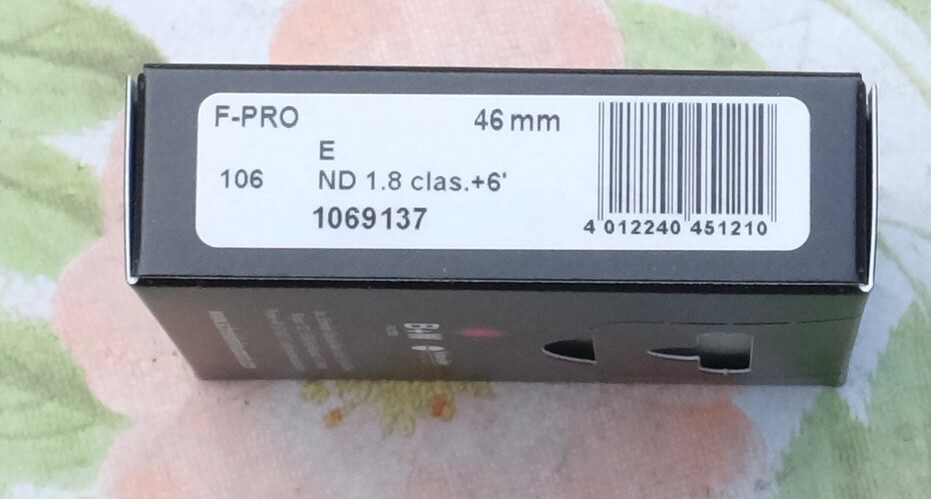 F-PRO 46 mm
E
106 ND 1.8 clas.+6'
1069137
4 012240 451210
B+W